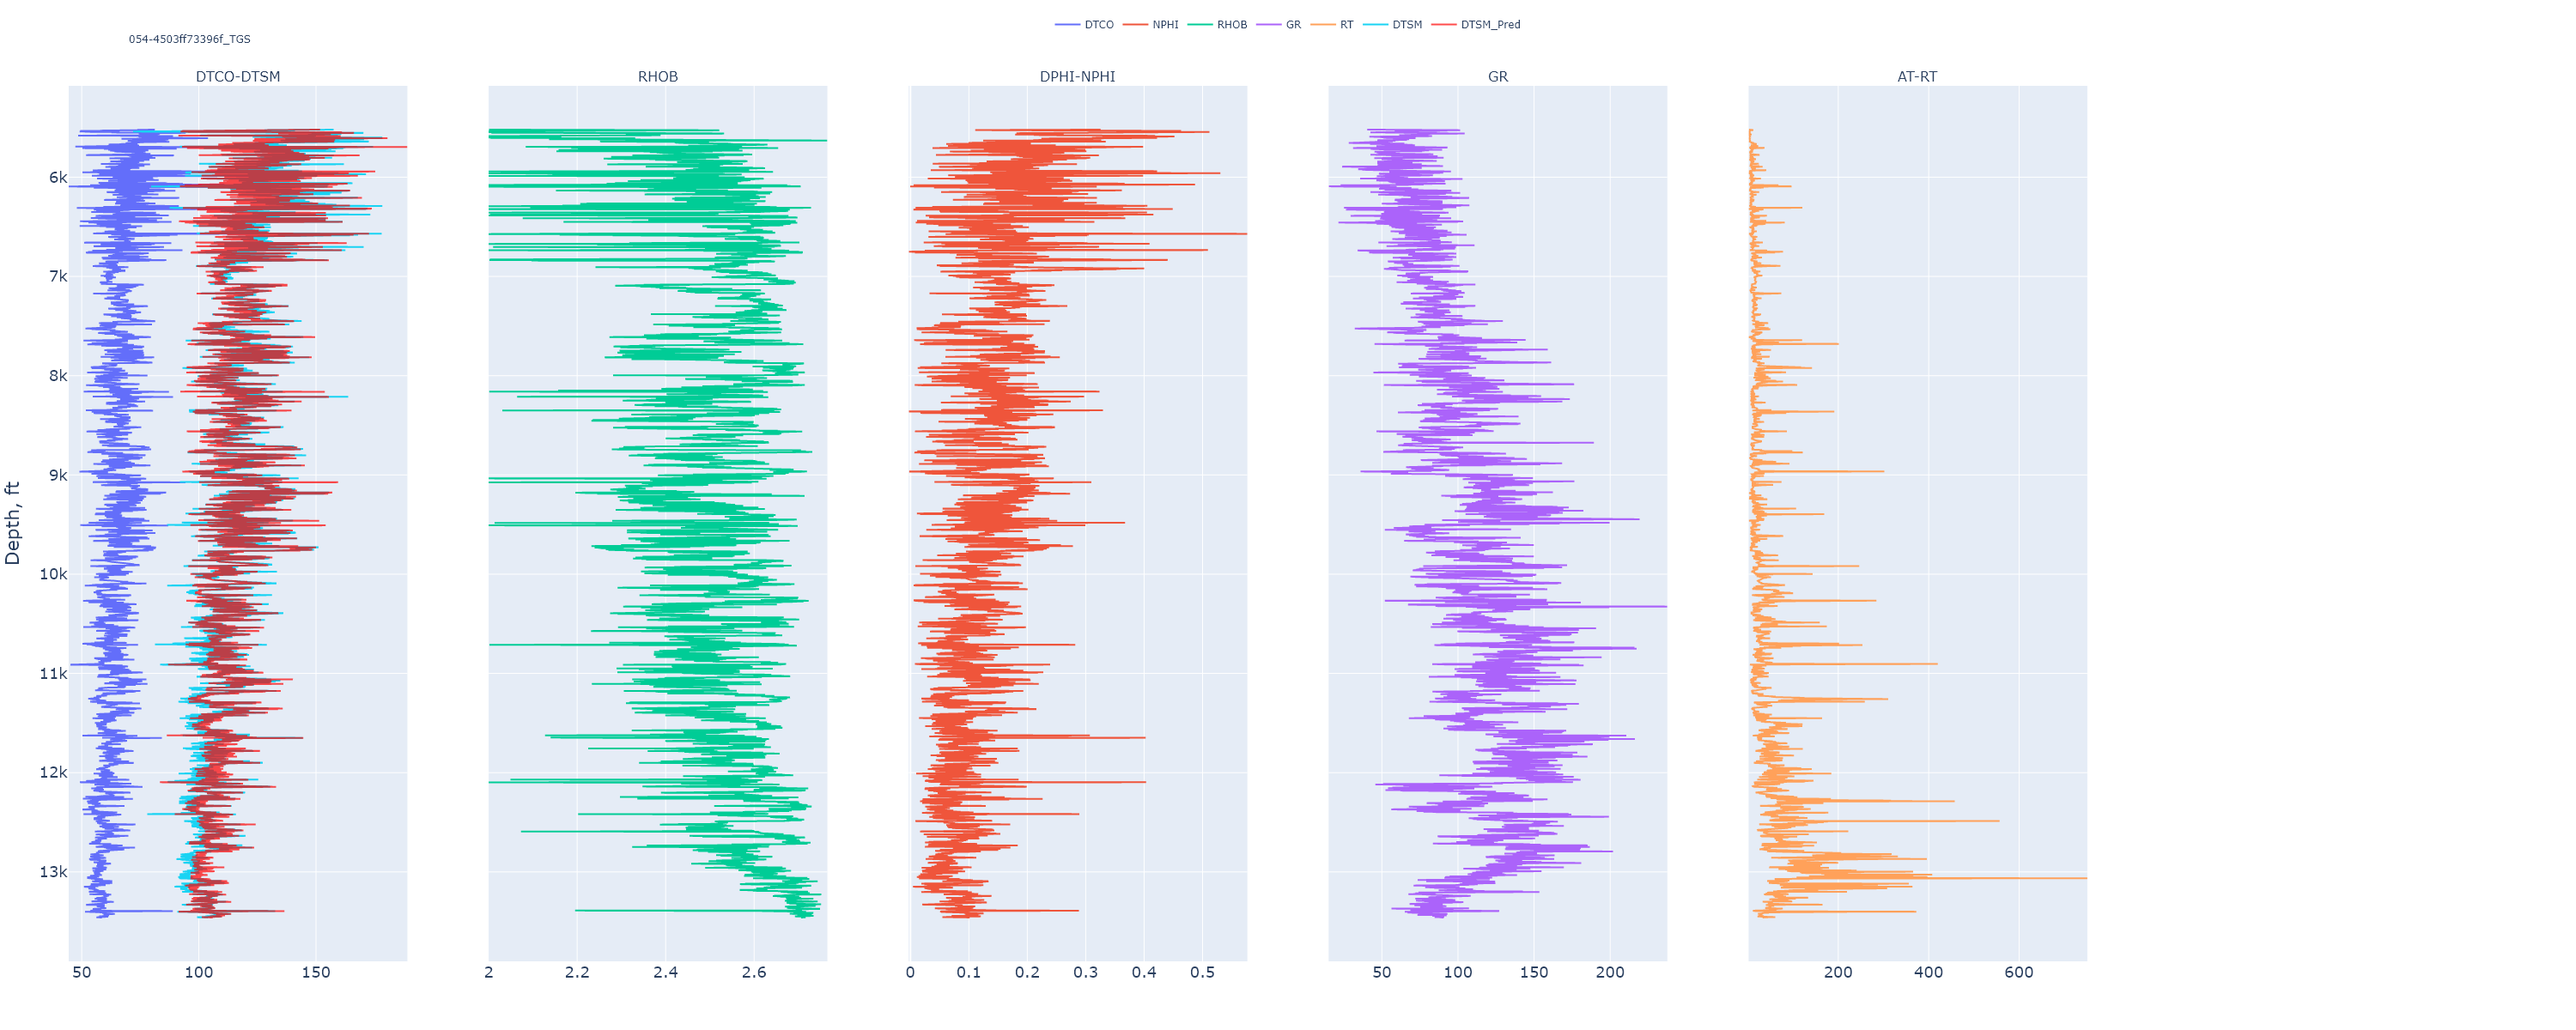 DTCO NPHI RHOB GR RT DTSM DTSM_Pred
054-4503ff73396f_TGS
DTCO-DTSM RHOB DPHI-NPHI GR AT-RT
6k
7k
8k
9k
Depth, ft
10k
11k
12k
13k
50 100 150 2 2.2 2.4 2.6 0 0.1 0.2 0.3 0.4 0.5 50 100 150 200 200 400 600